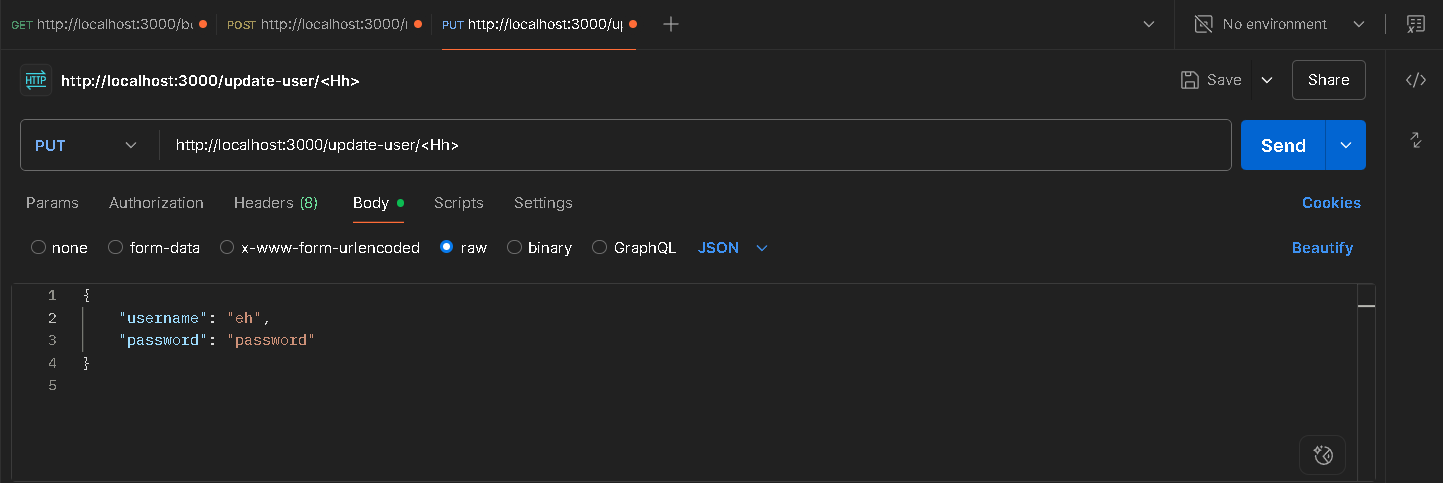 GET http://localhost:3000/bu POST http://localhost:3000/ PUT http://localhost:3000/up No environment
HTTP http://localhost:3000/update-user/<Hh> Save Share
PUT http://localhost:3000/update-user/<Hh> Send
Params Authorization Headers (8) Body Scripts Settings Cookies
none form-data x-www-form-urlencoded raw binary GraphQL JSON Beautify
1 {
2 "username": "eh",
3 "password": "password"
4 }
5